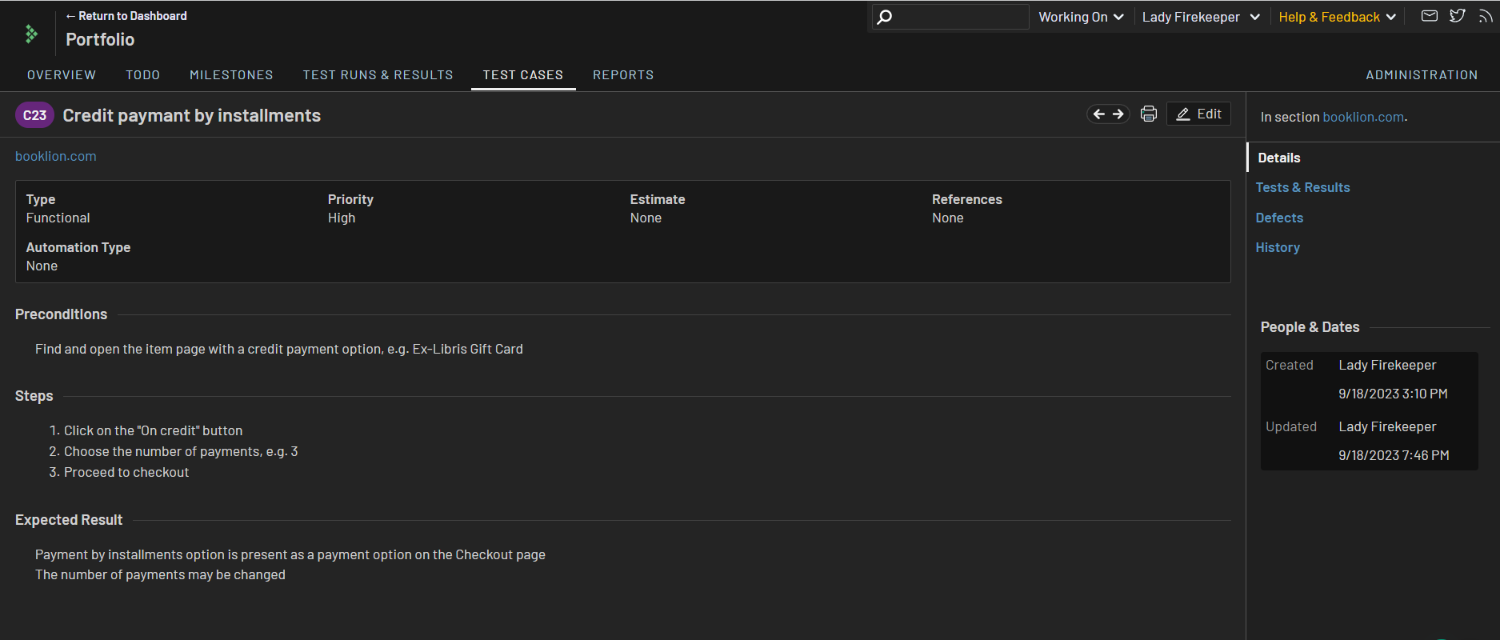 ← Return to Dashboard
Portfolio
Working On
Lady Firekeeper
Help & Feedback
OVERVIEW
TODO
MILESTONES
TEST RUNS & RESULTS
TEST CASES
REPORTS
ADMINISTRATION
C23 Credit paymant by installments
Edit
In section booklion.com.
booklion.com
Details
Tests & Results
Defects
History
Type
Functional
Priority
High
Estimate
None
References
None
Automation Type
None
Preconditions
Find and open the item page with a credit payment option, e.g. Ex-Libris Gift Card
Steps
1. Click on the "On credit" button
2. Choose the number of payments, e.g. 3
3. Proceed to checkout
Expected Result
Payment by installments option is present as a payment option on the Checkout page
The number of payments may be changed
People & Dates
Created Lady Firekeeper
9/18/2023 3:10 PM
Updated Lady Firekeeper
9/18/2023 7:46 PM